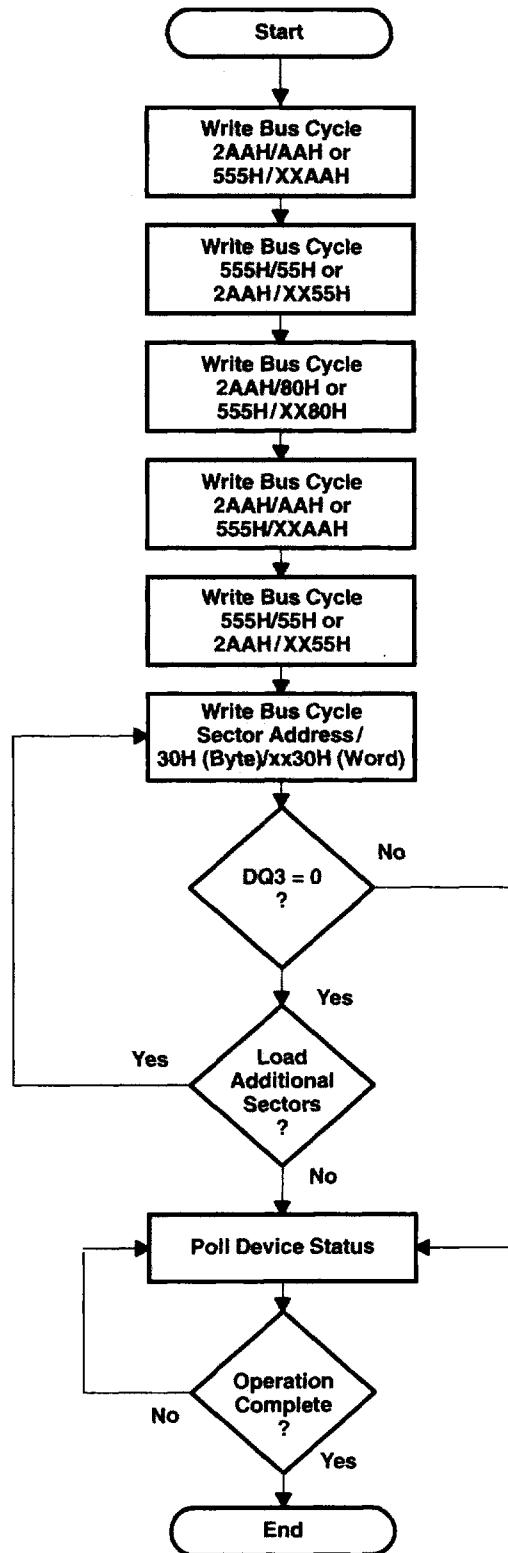 Start
Write Bus Cycle
2AAH/AAH or
555H/XXAAH
Write Bus Cycle
555H/55H or
2AAH/XX55H
Write Bus Cycle
2AAH/80H or
555H/XX80H
Write Bus Cycle
2AAH/AAH or
555H/XXAAH
Write Bus Cycle
555H/55H or
2AAH/XX55H
Write Bus Cycle
Sector Address/
30H (Byte)/xx30H (Word)
DQ3 = 0
?
No
Yes
Load
Additional
Sectors
?
Yes
No
Poll Device Status
Operation
Complete
?
No
Yes
End